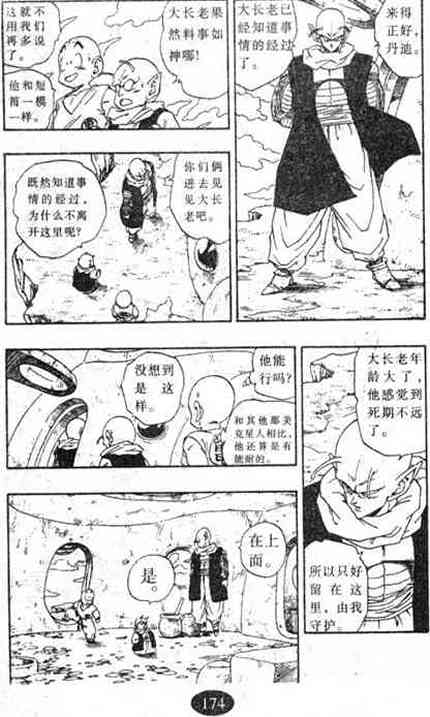 来得
正好，
丹迪。
大长老已
经知道事
情的经过
了。
大长老果
然料事如
神哪！
这就不
用我们
再多说
了。
他和短
笛一模
一样。
你们俩
进去见
见大长
老吧。
既然知道事
情的经过，
为什么不离
开这里呢？
大长老年
龄大了，
他感觉到
死期不远
了。
所以只好
留在这
里，由我
守护。
他能
行吗？
和其他那美
克星人相比，
他还算是有
能耐的。
没想到
是这
样。
在上
面。
是。
174